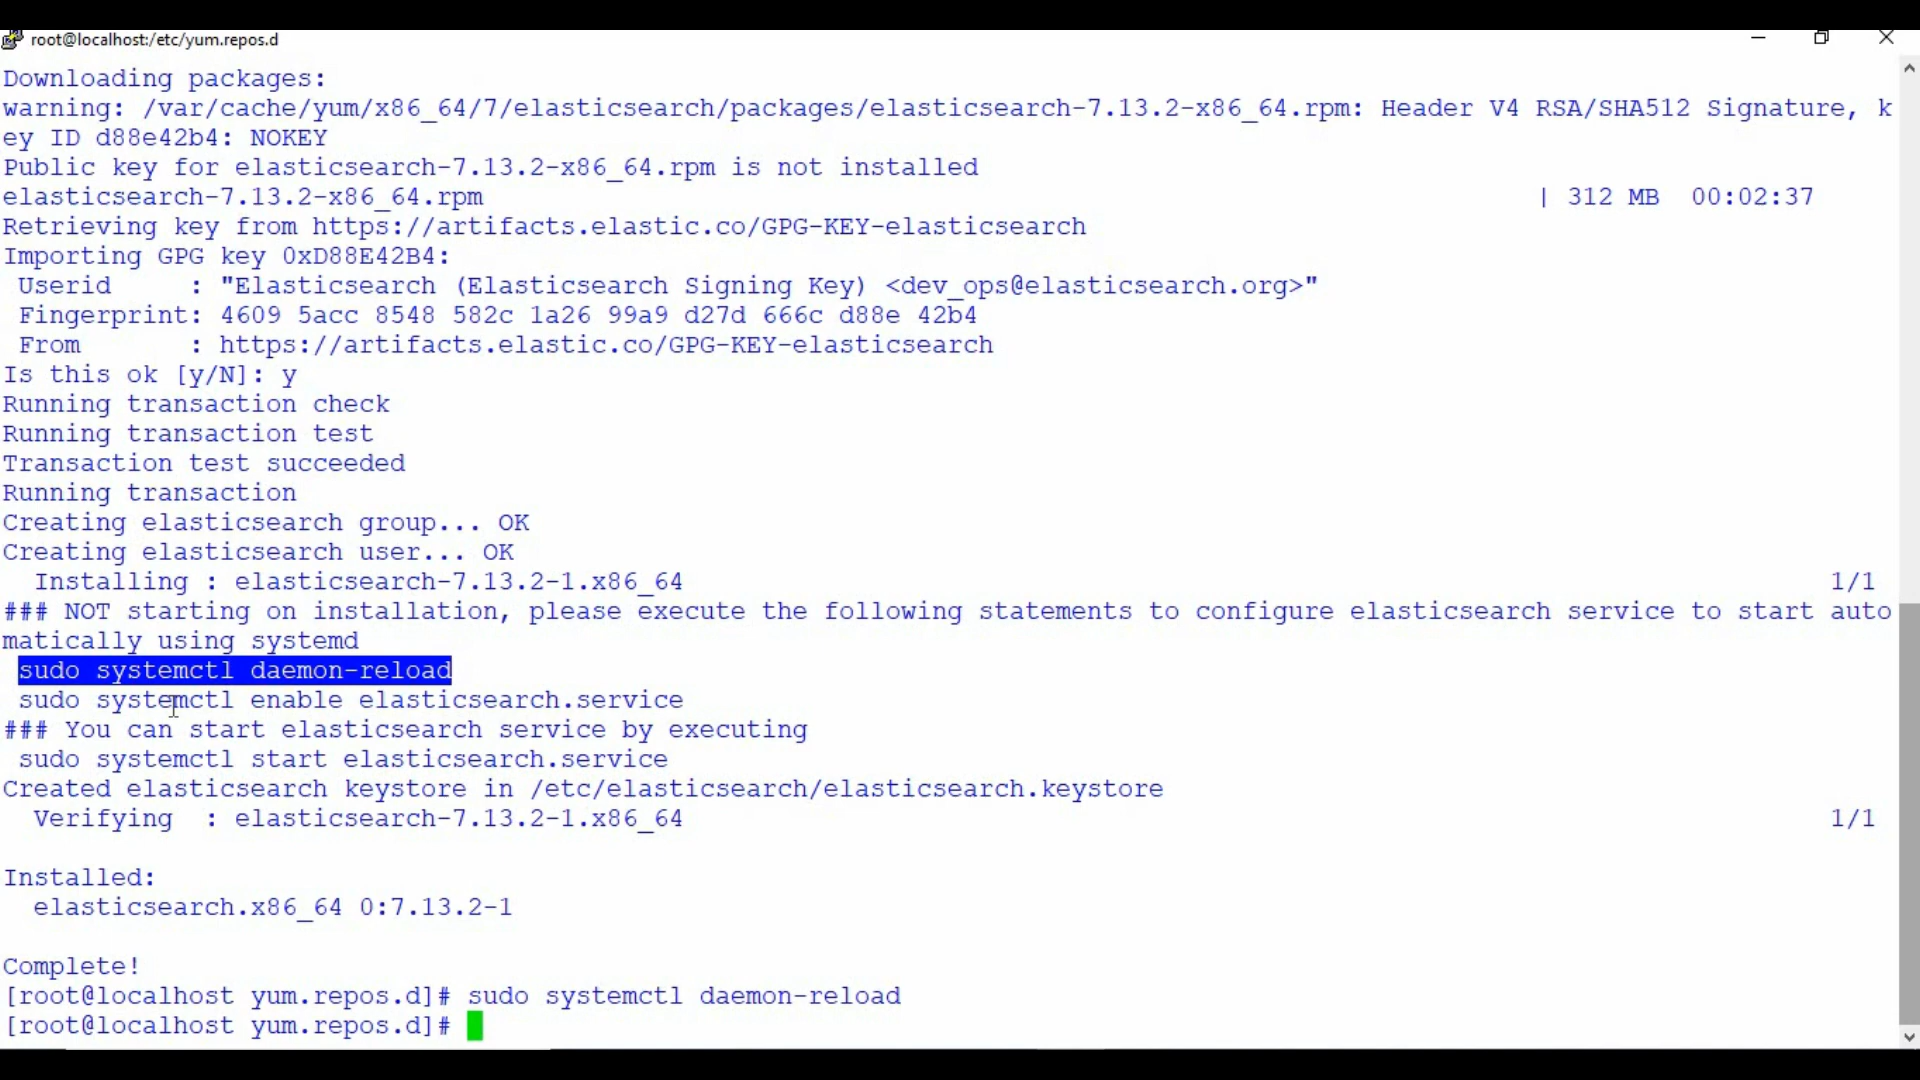 root@localhost:/etc/yum.repos.d
Downloading packages:
warning: /var/cache/yum/x86_64/7/elasticsearch/packages/elasticsearch-7.13.2-x86_64.rpm: Header V4 RSA/SHA512 Signature, k
ey ID d88e42b4: NOKEY
Public key for elasticsearch-7.13.2-x86_64.rpm is not installed
elasticsearch-7.13.2-x86_64.rpm | 312 MB 00:02:37
Retrieving key from https://artifacts.elastic.co/GPG-KEY-elasticsearch
Importing GPG key 0xD88E42B4:
Userid : "Elasticsearch (Elasticsearch Signing Key) <dev_ops@elasticsearch.org>"
Fingerprint: 4609 5acc 8548 582c 1a26 99a9 d27d 666c d88e 42b4
From : https://artifacts.elastic.co/GPG-KEY-elasticsearch
Is this ok [y/N]: y
Running transaction check
Running transaction test
Transaction test succeeded
Running transaction
Creating elasticsearch group... OK
Creating elasticsearch user... OK
Installing : elasticsearch-7.13.2-1.x86_64 1/1
### NOT starting on installation, please execute the following statements to configure elasticsearch service to start auto
matically using systemd
sudo systemctl daemon-reload
sudo systemctl enable elasticsearch.service
### You can start elasticsearch service by executing
sudo systemctl start elasticsearch.service
Created elasticsearch keystore in /etc/elasticsearch/elasticsearch.keystore
Verifying : elasticsearch-7.13.2-1.x86_64 1/1
Installed:
elasticsearch.x86_64 0:7.13.2-1
Complete!
[root@localhost yum.repos.d]# sudo systemctl daemon-reload
[root@localhost yum.repos.d]#